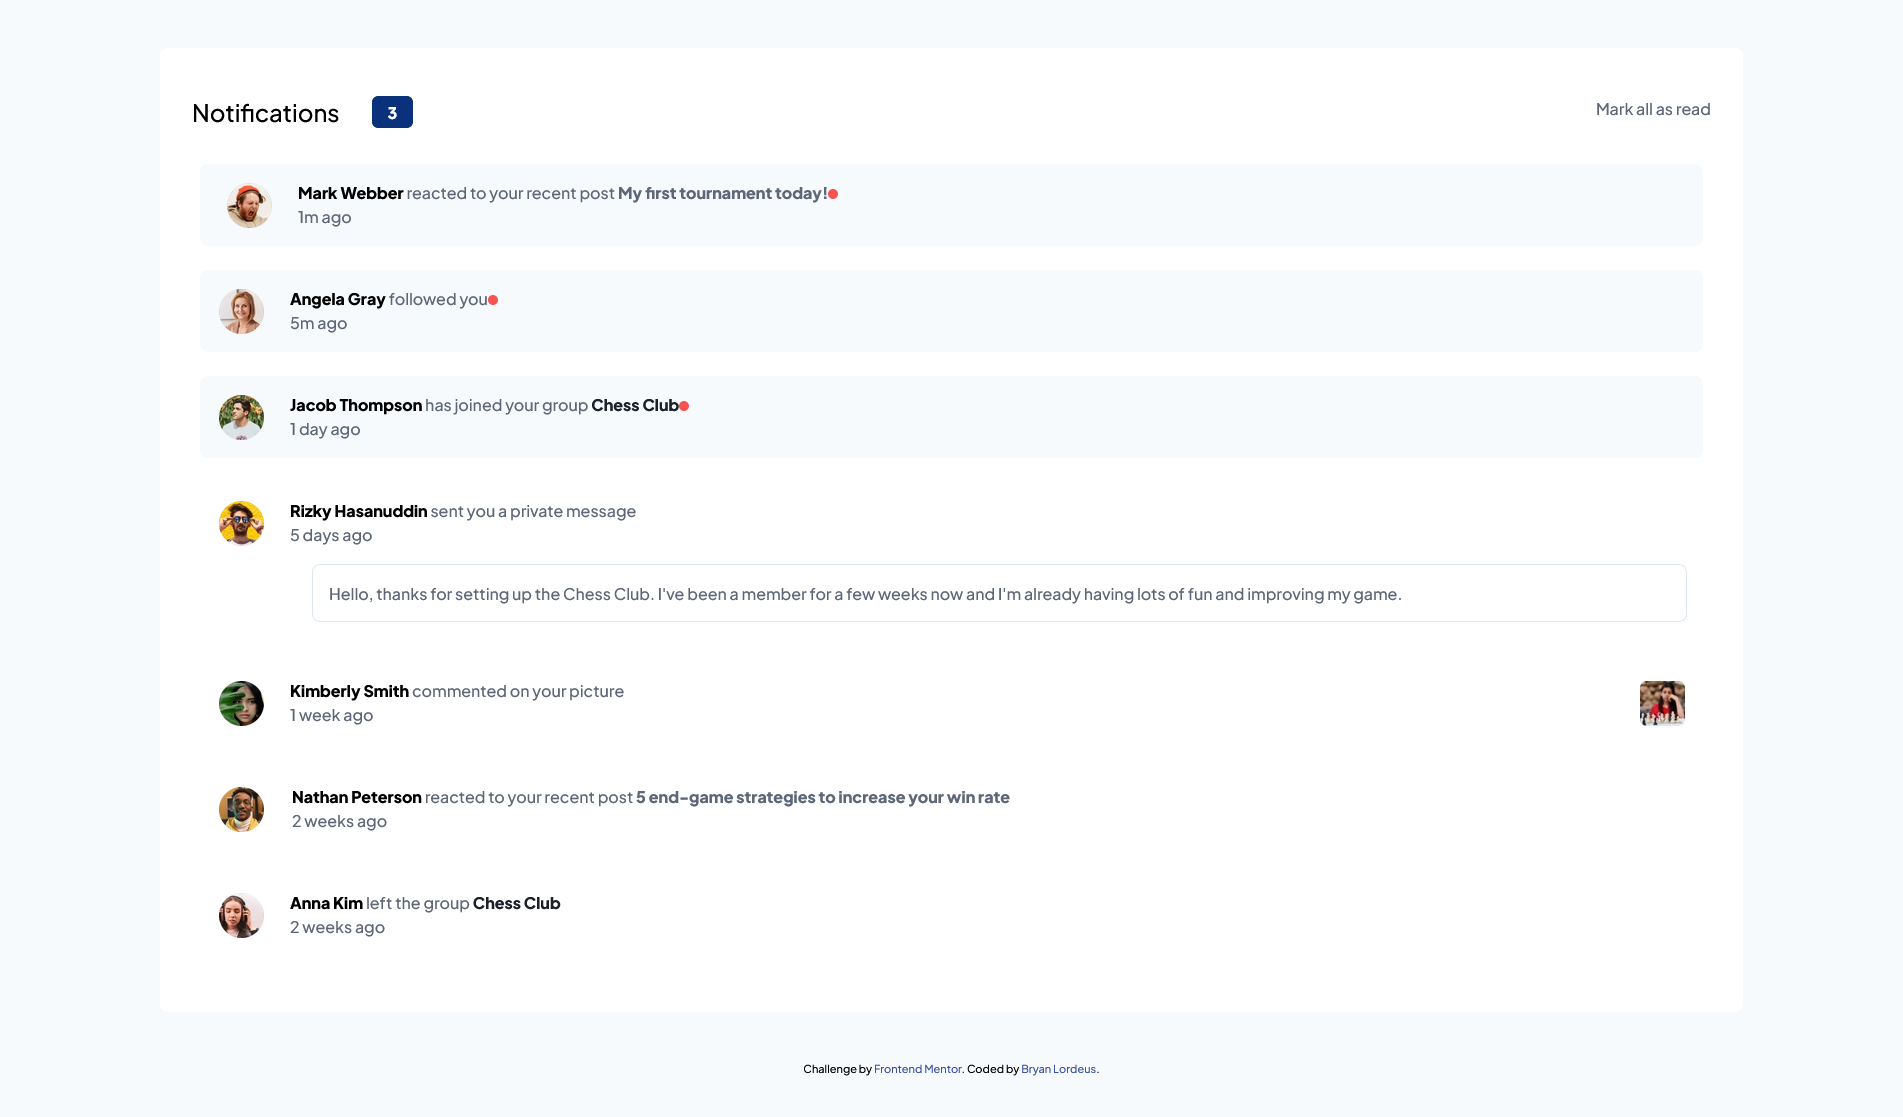 Notifications 3 Mark all as read
Mark Webber reacted to your recent post My first tournament today!
1m ago
Angela Gray followed you
5m ago
Jacob Thompson has joined your group Chess Club
1 day ago
Rizky Hasanuddin sent you a private message
5 days ago
Hello, thanks for setting up the Chess Club. I've been a member for a few weeks now and I'm already having lots of fun and improving my game.
Kimberly Smith commented on your picture
1 week ago
Nathan Peterson reacted to your recent post 5 end-game strategies to increase your win rate
2 weeks ago
Anna Kim left the group Chess Club
2 weeks ago
Challenge by Frontend Mentor. Coded by Bryan Lordeus.